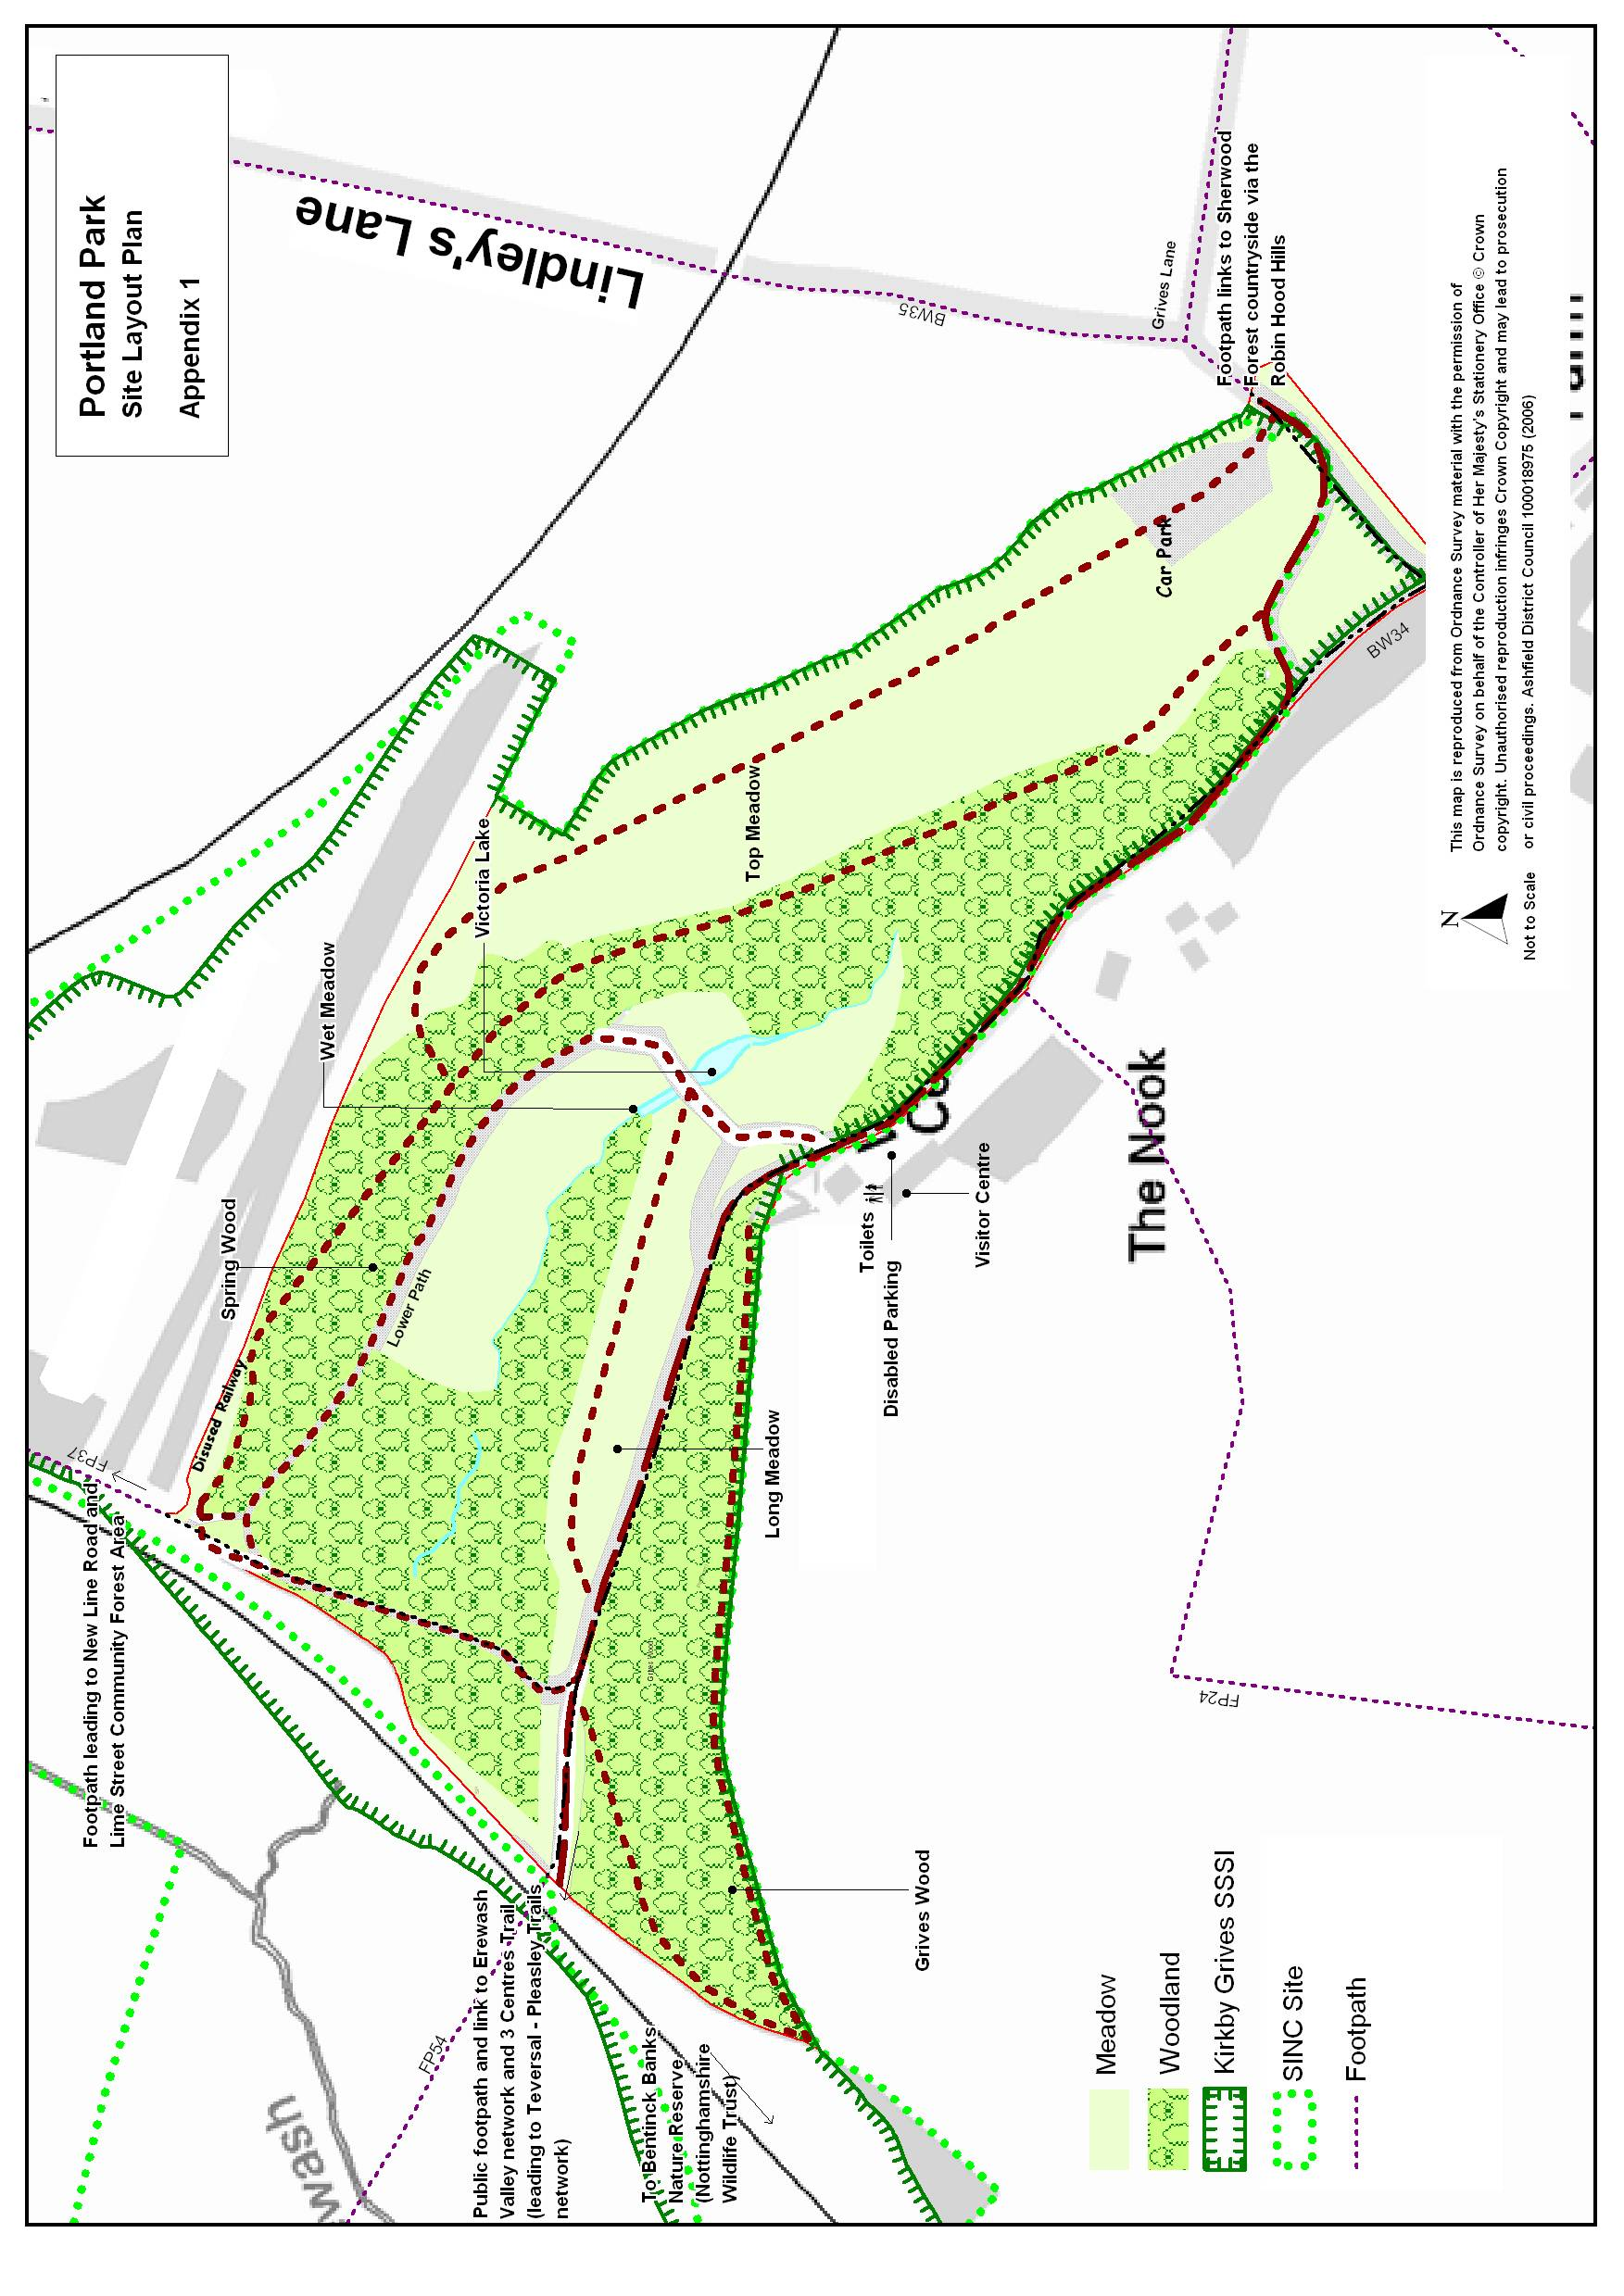 Portland Park
Site Layout Plan
Appendix 1
Lindley's Lane
BW35
Grives Lane
Footpath links to Sherwood
Forest countryside via the
Robin Hood Hills
Car Park
BW34
Top Meadow
Victoria Lake
Wet Meadow
Spring Wood
Lower Path
Disused Railway
FP37
Footpath leading to New Line Road and
Lime Street Community Forest Area
Toilets
Disabled Parking
Visitor Centre
The Nook
Long Meadow
FP24
Grives Wood
Public footpath and link to Erewash
Valley network and 3 Centres Trail
(leading to Teversal - Pleasley Trails
network)
FP54
wash
To Bentinck Banks
Nature Reserve
(Nottinghamshire
Wildlife Trust)
Meadow
Woodland
Kirkby Grives SSSI
SINC Site
Footpath
N
Not to Scale
This map is reproduced from Ordnance Survey material with the permission of
Ordnance Survey on behalf of the Controller of Her Majesty's Stationery Office © Crown
copyright. Unauthorised reproduction infringes Crown Copyright and may lead to prosecution
or civil proceedings. Ashfield District Council 100018975 (2006)